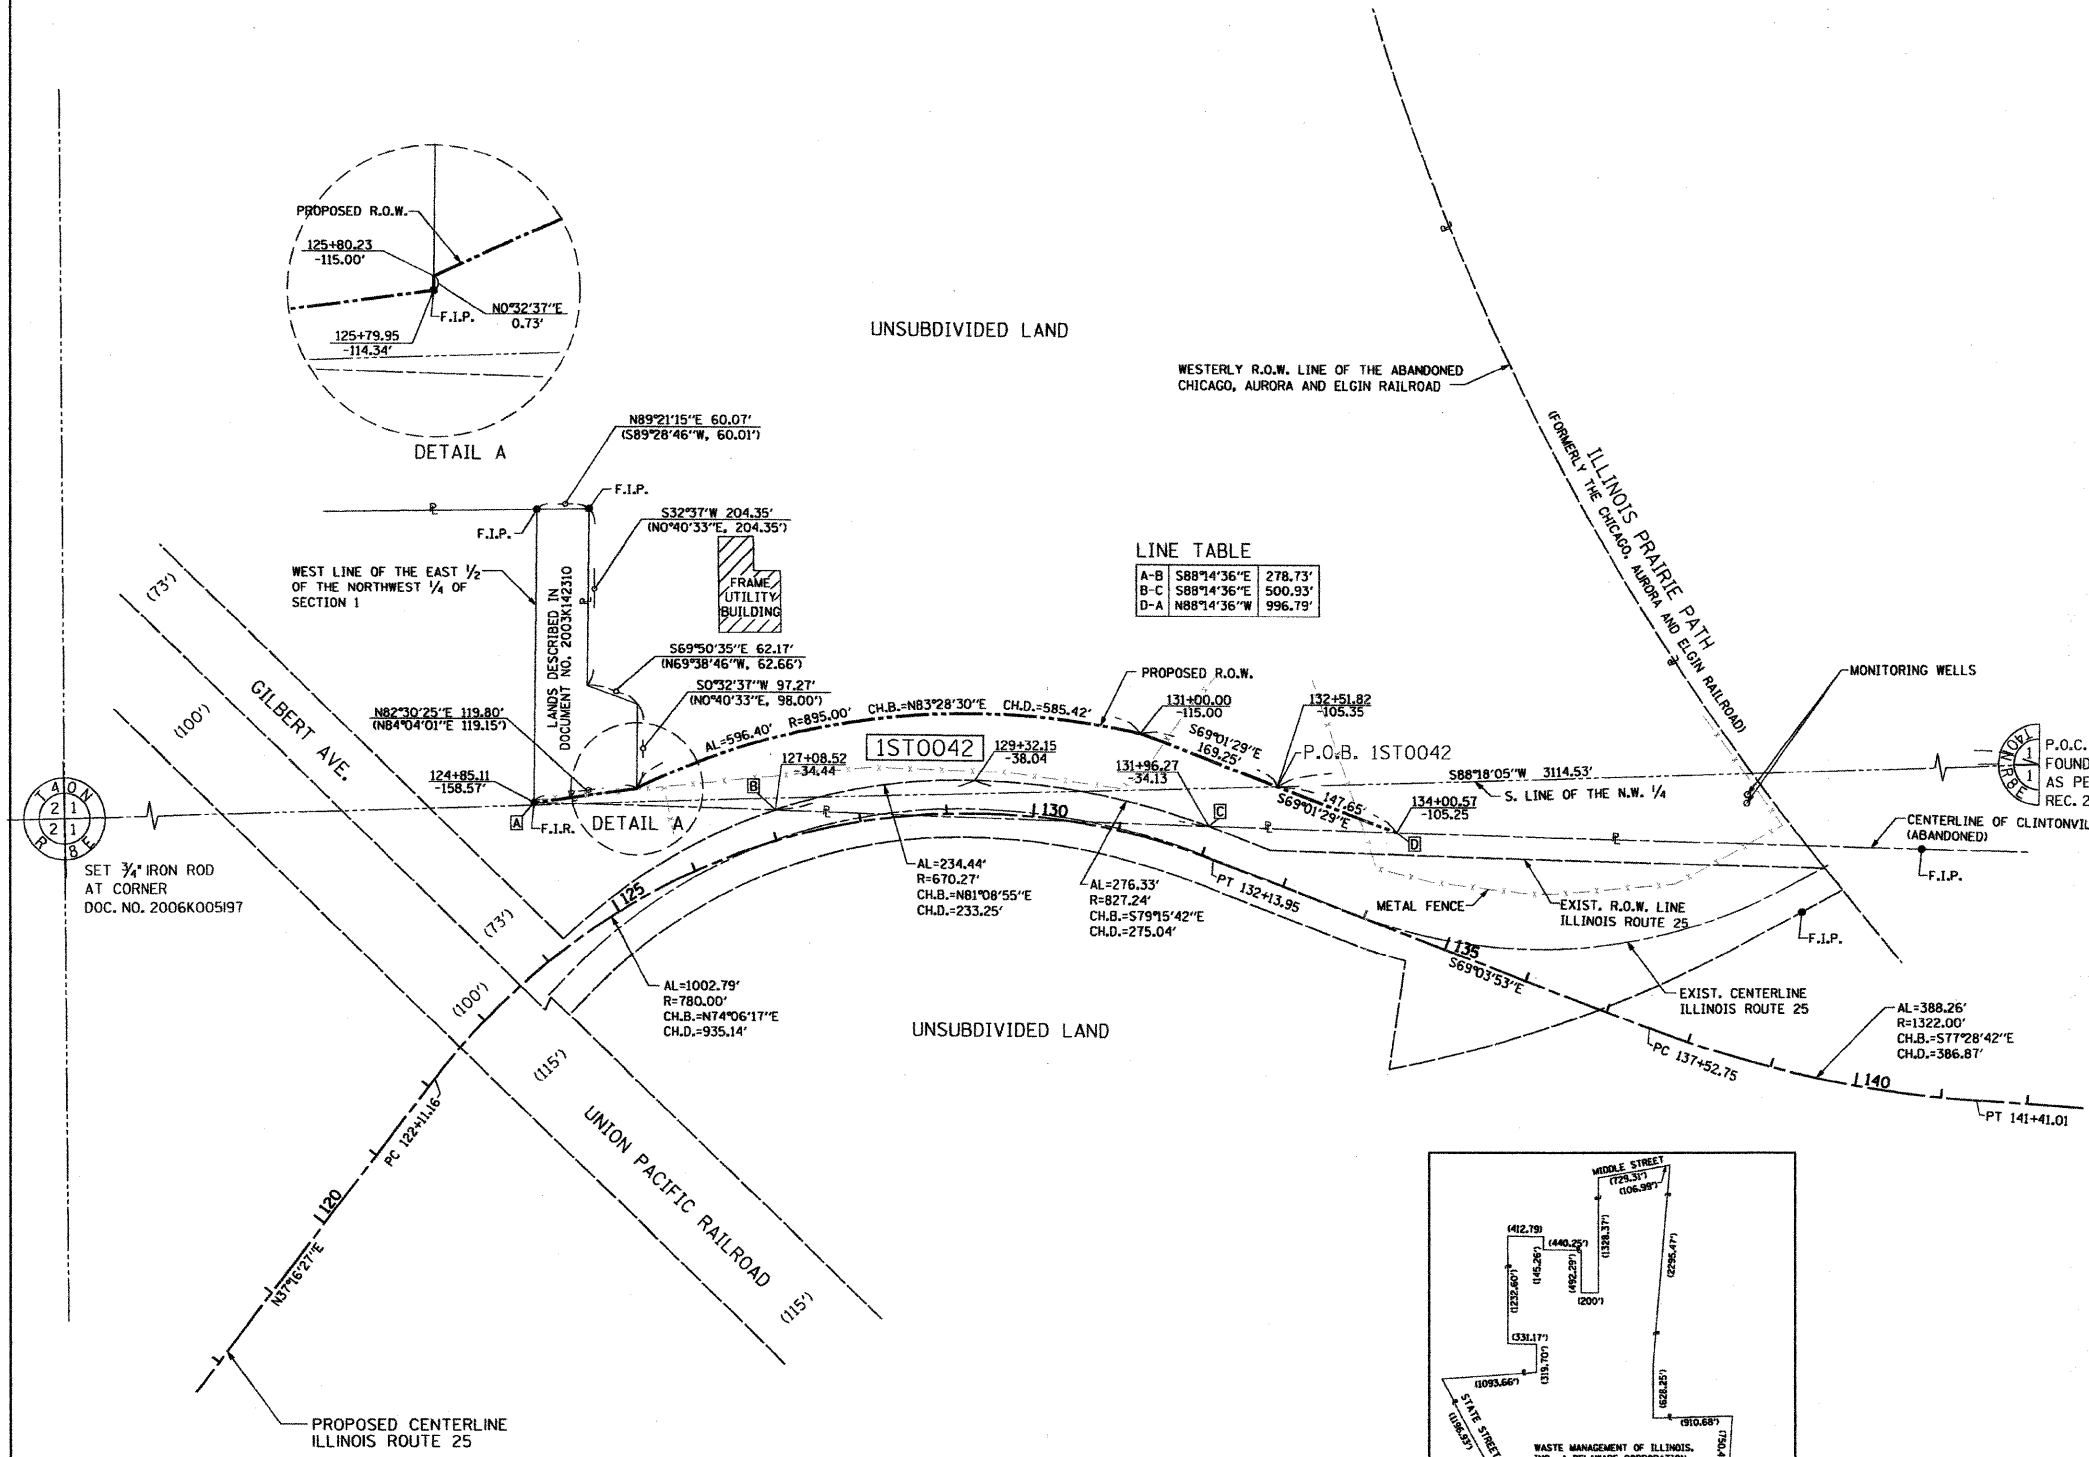 PROPOSED R.O.W.
125+80.23
-115.00'
F.I.P.
N0°32'37"E
0.73'
125+79.95
-114.34'
DETAIL A
UNSUBDIVIDED LAND
WESTERLY R.O.W. LINE OF THE ABANDONED
CHICAGO, AURORA AND ELGIN RAILROAD
ILLINOIS PRAIRIE PATH
(FORMERLY THE CHICAGO, AURORA AND ELGIN RAILROAD)
N89°21'15"E 60.07'
(S89°28'46"W, 60.01')
F.I.P.
F.I.P.
S32°37'W 204.35'
(N0°40'33"E, 204.35')
WEST LINE OF THE EAST 1/2
OF THE NORTHWEST 1/4 OF
SECTION 1
LANDS DESCRIBED IN
DOCUMENT NO. 2003K142310
FRAME
UTILITY
BUILDING
LINE TABLE
A-B S88°14'36"E 278.73'
B-C S88°14'36"E 500.93'
D-A N88°14'36"W 996.79'
(73')
(100')
GILBERT AVE.
S69°50'35"E 62.17'
(N69°38'46"W, 62.66')
S0°32'37"W 97.27'
(N0°40'33"E, 98.00')
N82°30'25"E 119.80'
(N84°04'01"E 119.15')
AL=596.40'
R=895.00'
CH.B.=N83°28'30"E
CH.D.=585.42'
PROPOSED R.O.W.
131+00.00
-115.00
132+51.82
-105.35
MONITORING WELLS
1ST0042
127+08.52
-34.44
129+32.15
-38.04
131+96.27
-34.13
S69°01'29"E
169.25'
P.O.B. 1ST0042
S88°18'05"W 3114.53'
S. LINE OF THE N.W. 1/4
T40N
R8E
1
1
P.O.C.
FOUND
AS PE
REC. 2
124+85.11
-158.57'
A
B
C
D
F.I.R.
DETAIL A
147.65'
S69°01'29"E
134+00.57
-105.25
CENTERLINE OF CLINTONVIL
(ABANDONED)
F.I.P.
T40N
2 1
2 1
R 8 E
SET 3/4" IRON ROD
AT CORNER
DOC. NO. 2006K005197
125
130
AL=234.44'
R=670.27'
CH.B=N81°08'55"E
CH.D.=233.25'
AL=276.33'
R=827.24'
CH.B=S79°15'42"E
CH.D.=275.04'
PT 132+13.95
METAL FENCE
EXIST. R.O.W. LINE
ILLINOIS ROUTE 25
F.I.P.
(73')
(100')
(115')
AL=1002.79'
R=780.00'
CH.B.=N74°06'17"E
CH.D.=935.14'
UNSUBDIVIDED LAND
135
S69°03'53"E
EXIST. CENTERLINE
ILLINOIS ROUTE 25
AL=388.26'
R=1322.00'
CH.B.=S77°28'42"E
CH.D.=386.87'
PC 137+52.75
140
PT 141+41.01
PC 122+11.16
UNION PACIFIC RAILROAD
(115')
120
N37°16'27"E
PROPOSED CENTERLINE
ILLINOIS ROUTE 25
MIDDLE STREET
(729.31')
(106.99')
(412.79)
(440.25')
(145.26')
(492.29')
(1328.37')
(200')
(2295.47')
(1232.60')
(331.17')
(319.70')
(1093.66')
STATE STREET
(1196.93')
(628.25')
(910.68')
(750.4
WASTE MANAGEMENT OF ILLINOIS,